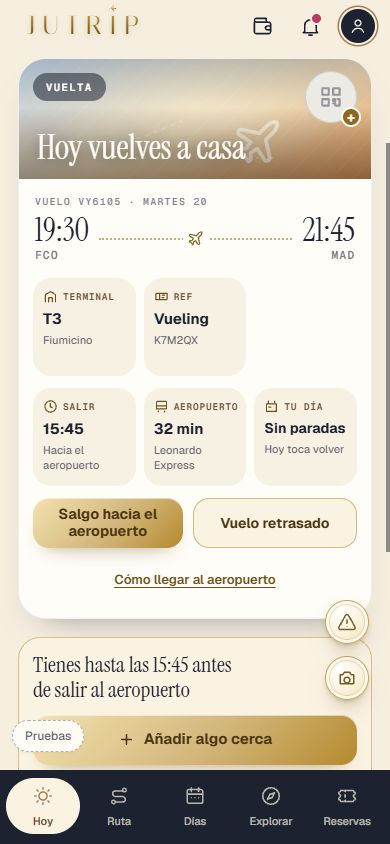 JUTRIP
VUELTA
Hoy vuelves a casa
VUELO VY6105 · MARTES 20
19:30 21:45
FCO MAD
TERMINAL
T3
Fiumicino
REF
Vueling
K7M2QX
SALIR
15:45
Hacia el
aeropuerto
AEROPUERTO
32 min
Leonardo
Express
TU DÍA
Sin paradas
Hoy toca volver
Salgo hacia el
aeropuerto
Vuelo retrasado
Cómo llegar al aeropuerto
Tienes hasta las 15:45 antes
de salir al aeropuerto
Pruebas
+ Añadir algo cerca
Hoy Ruta Días Explorar Reservas